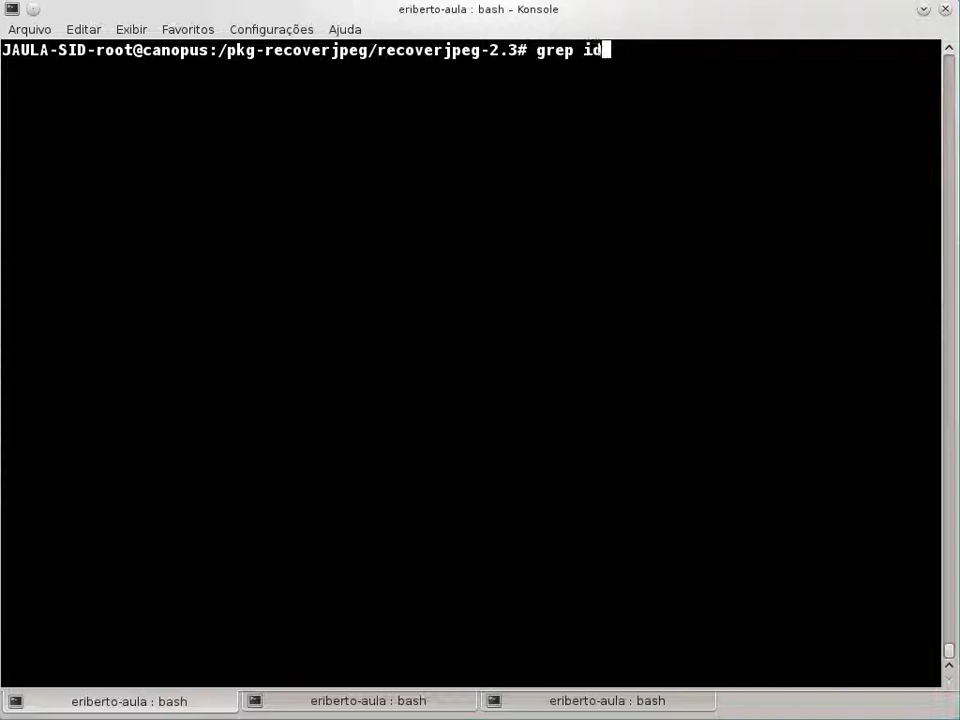 eriberto-aula : bash – Konsole
Arquivo Editar Exibir Favoritos Configurações Ajuda
JAULA-SID-root@canopus:/pkg-recoverjpeg/recoverjpeg-2.3# grep id
eriberto-aula : bash eriberto-aula : bash eriberto-aula : bash